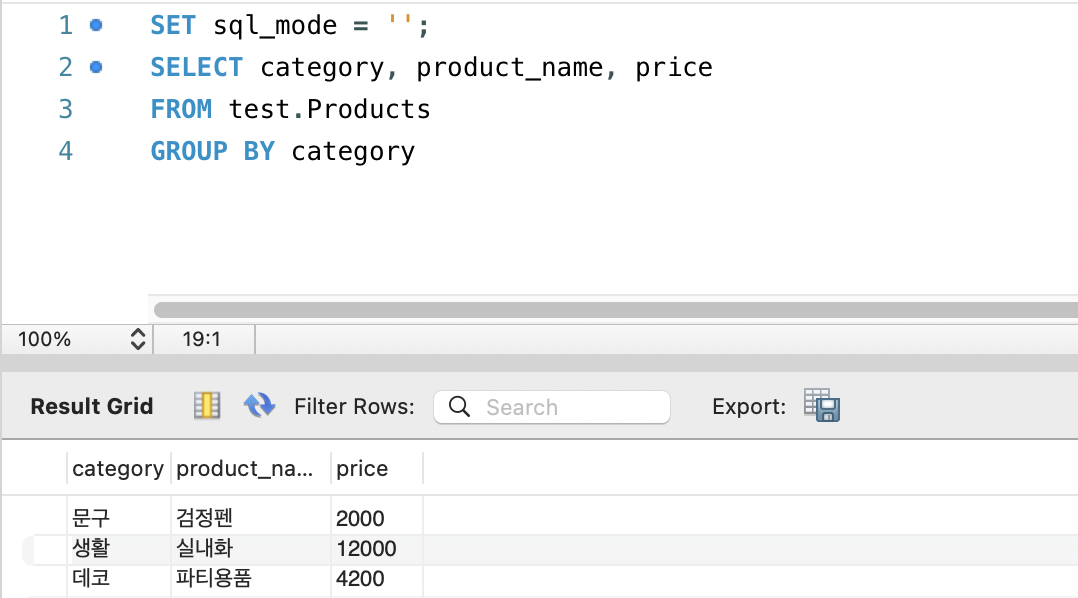 1 SET sql_mode = '';
2 SELECT category, product_name, price
3 FROM test.Products
4 GROUP BY category
100% 19:1
Result Grid Filter Rows: Search Export:
category product_na... price
문구 검정펜 2000
생활 실내화 12000
데코 파티용품 4200